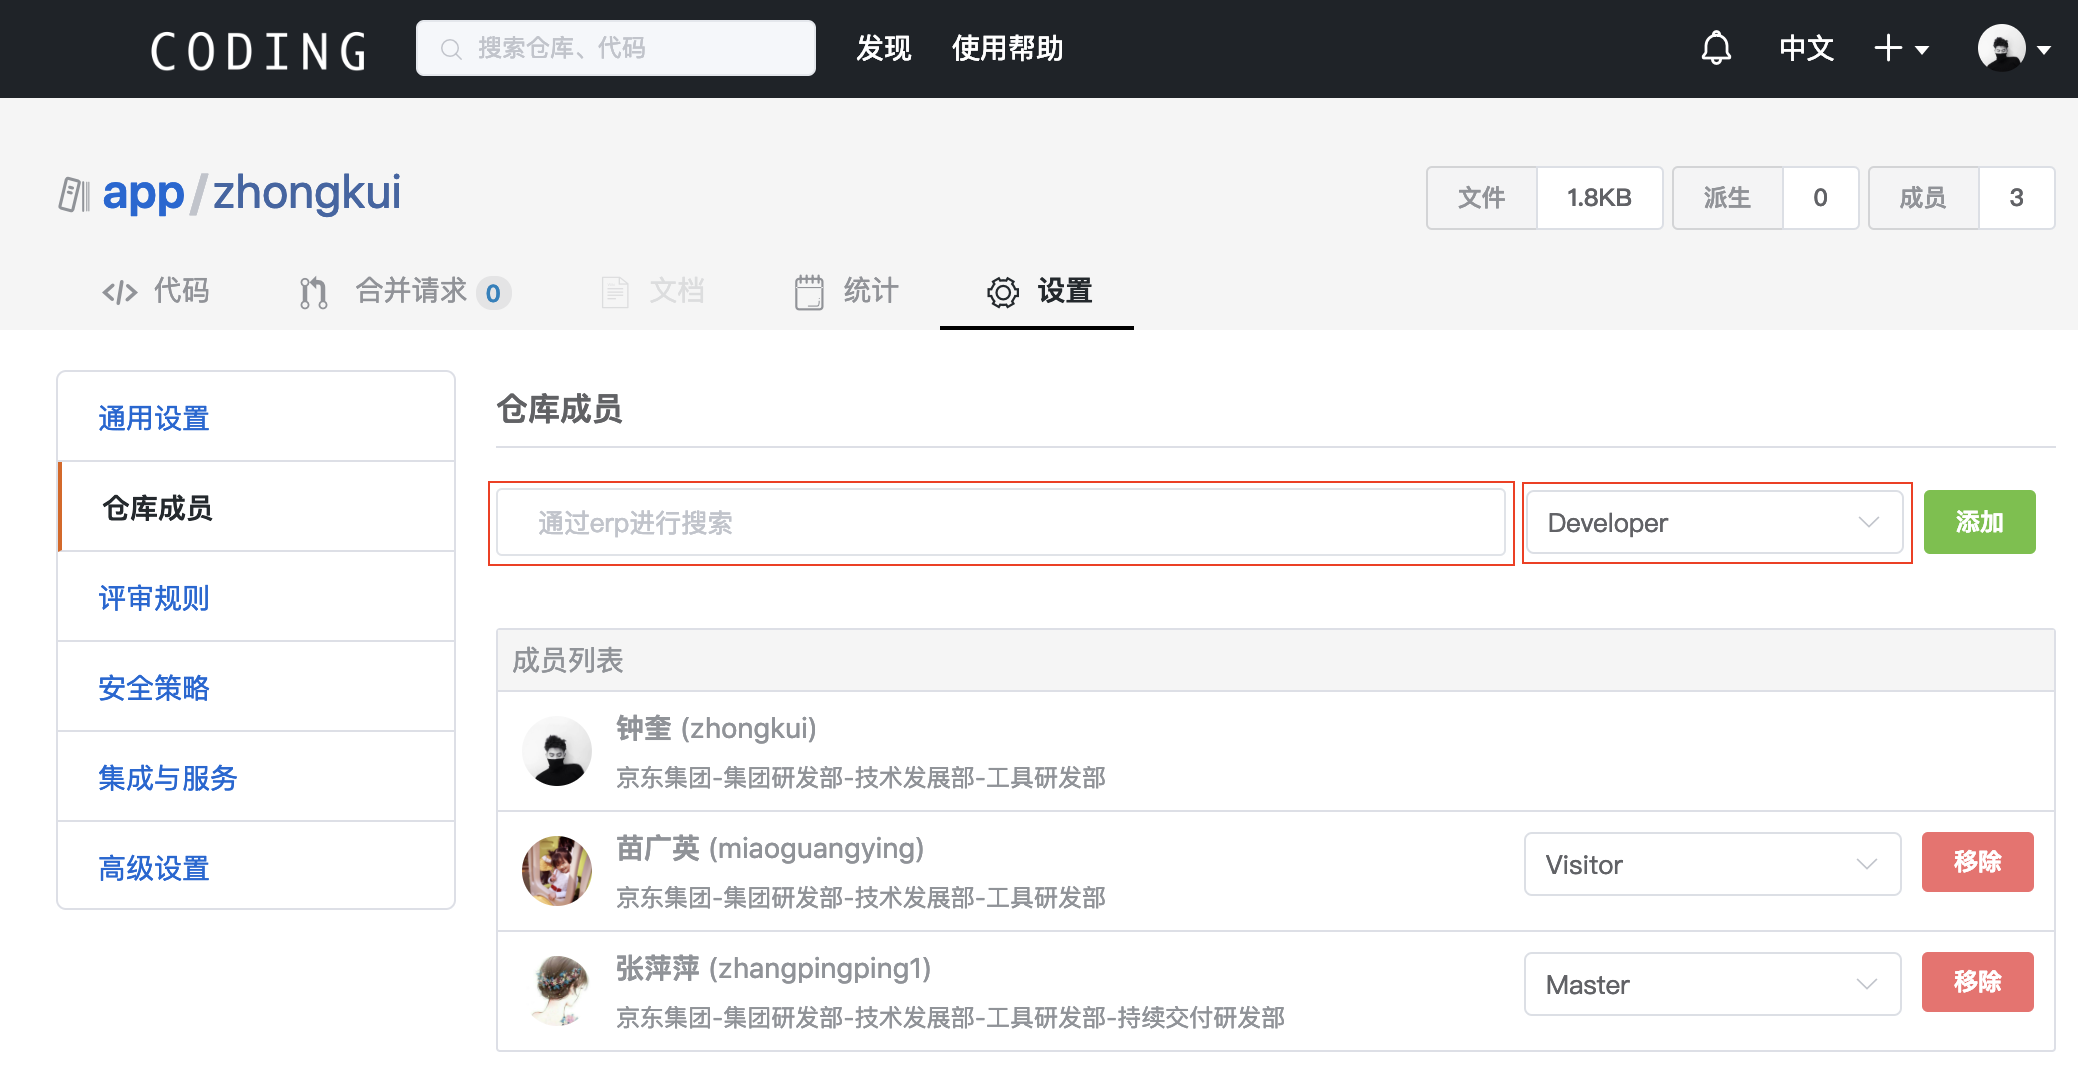 CODING 搜索仓库、代码 发现 使用帮助 中文
app/zhongkui 文件 1.8KB 派生 0 成员 3
代码 合并请求 0 文档 统计 设置
通用设置
仓库成员
评审规则
安全策略
集成与服务
高级设置
仓库成员
通过erp进行搜索 Developer 添加
成员列表
钟奎 (zhongkui)
京东集团-集团研发部-技术发展部-工具研发部
苗广英 (miaoguangying)
京东集团-集团研发部-技术发展部-工具研发部
Visitor 移除
张萍萍 (zhangpingping1)
京东集团-集团研发部-技术发展部-工具研发部-持续交付研发部
Master 移除